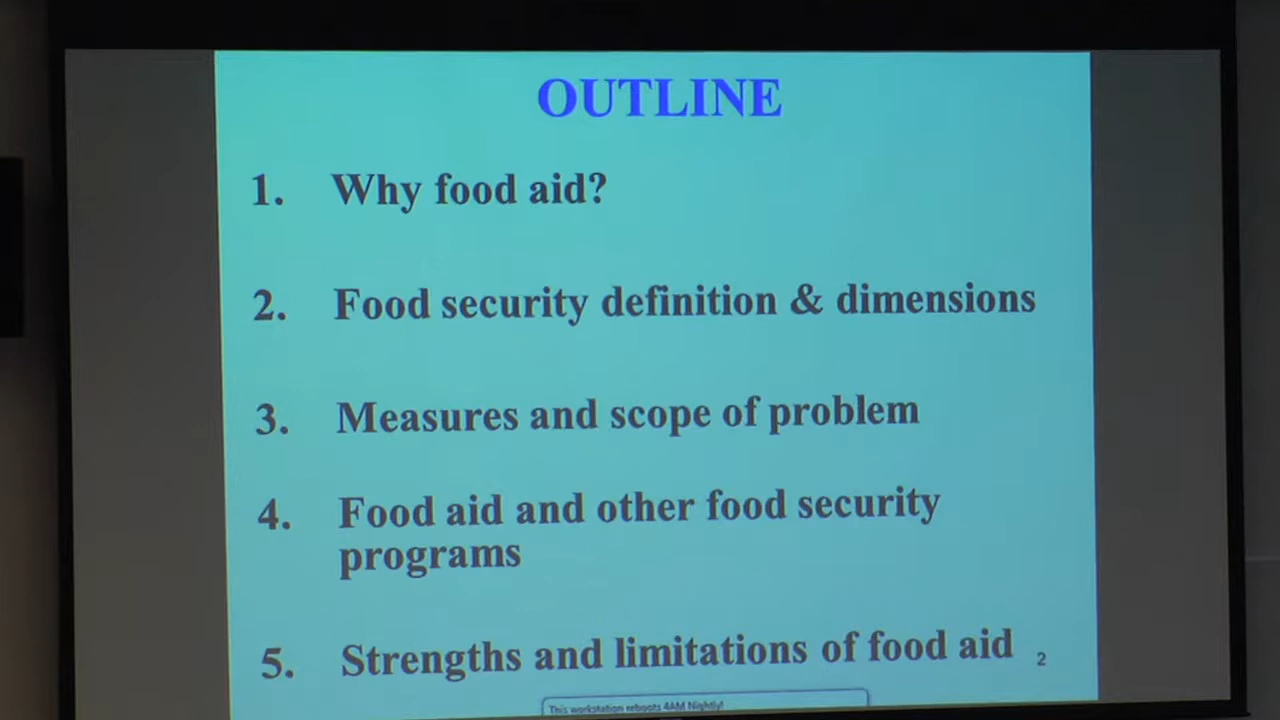 OUTLINE
1. Why food aid?
2. Food security definition & dimensions
3. Measures and scope of problem
4. Food aid and other food security
programs
5. Strengths and limitations of food aid
2
This workstation reboots 4AM Nightly!